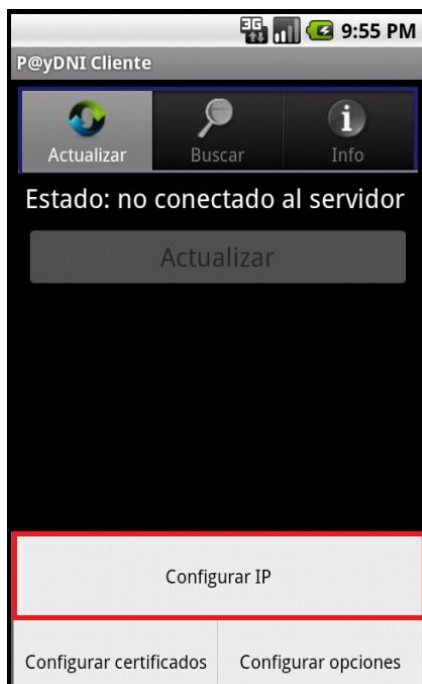 3G 9:55 PM
P@yDNI Cliente
Actualizar Buscar Info
Estado: no conectado al servidor
Actualizar
Configurar IP
Configurar certificados Configurar opciones